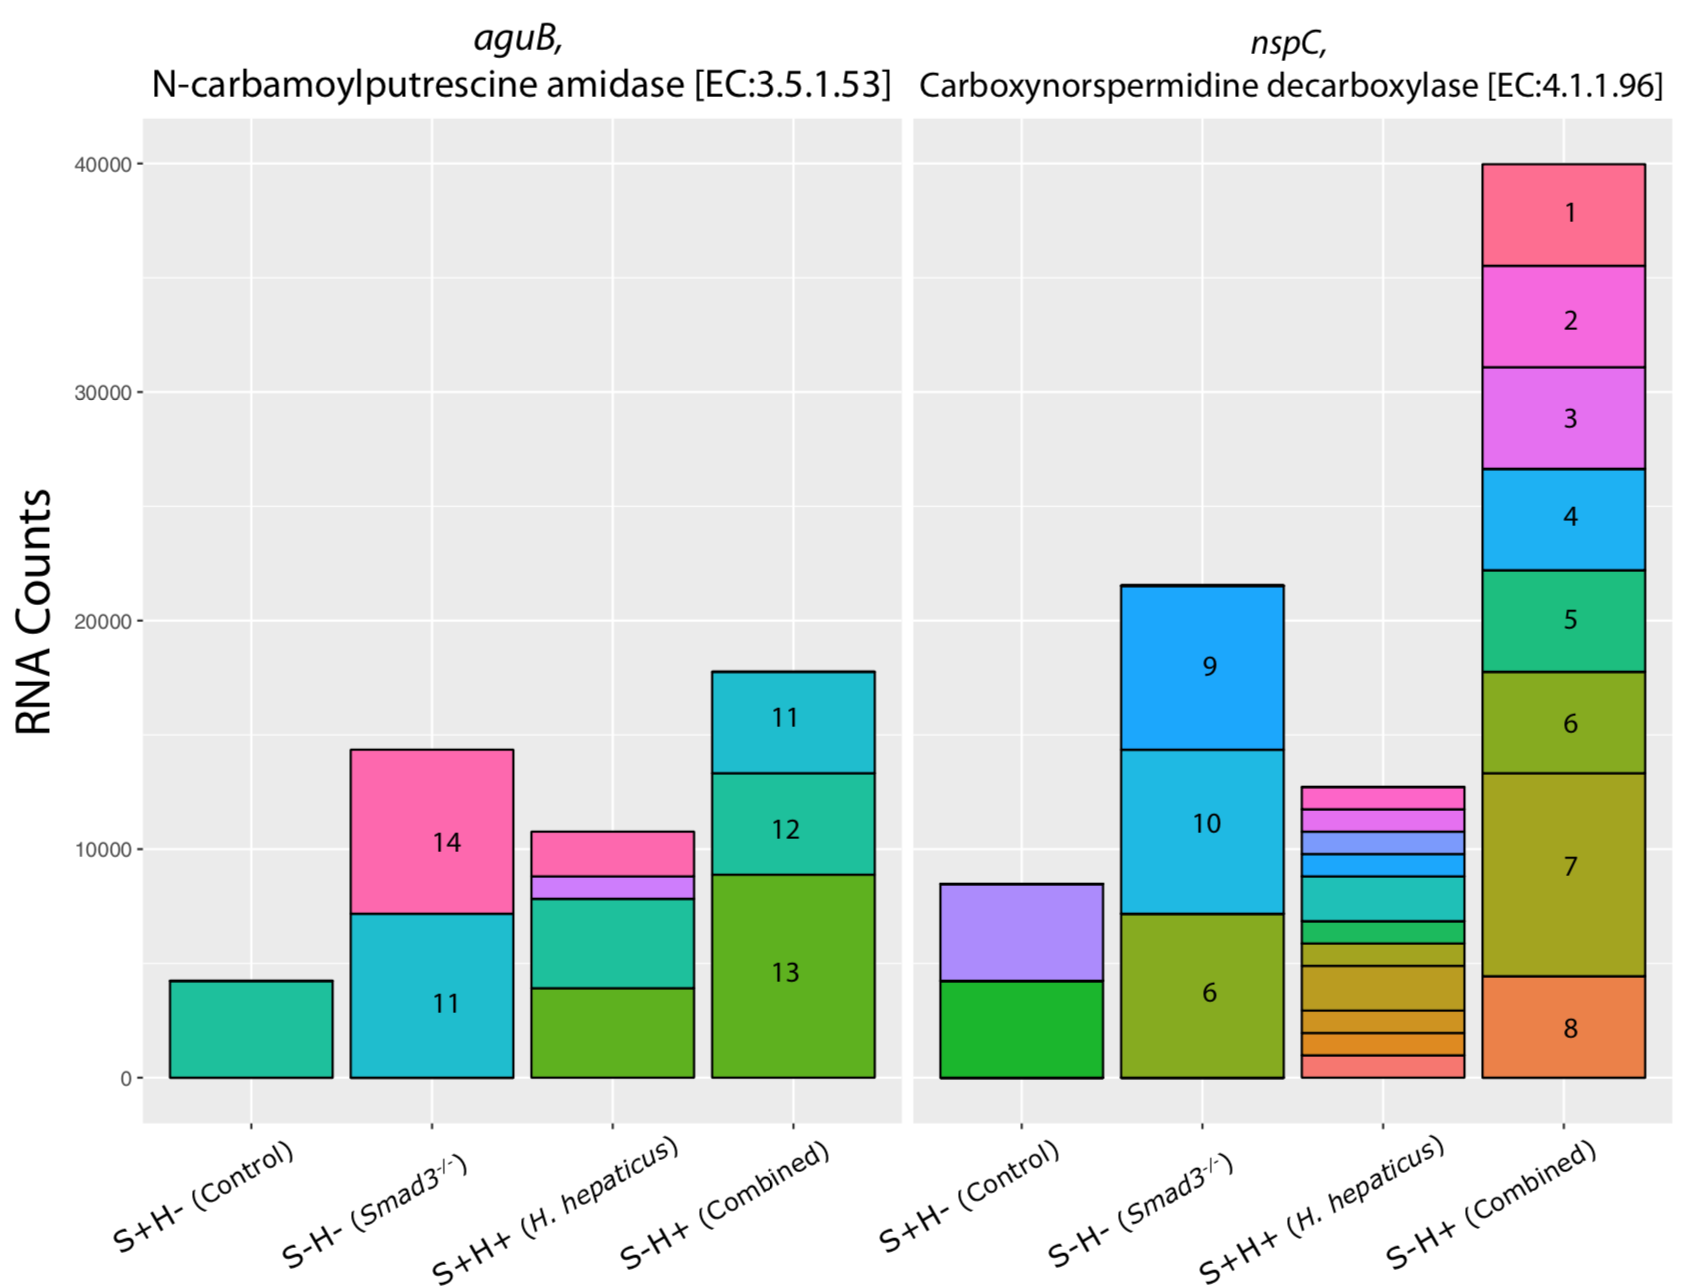 aguB,
N-carbamoylputrescine amidase [EC:3.5.1.53]
nspC,
Carboxynorspermidine decarboxylase [EC:4.1.1.96]
RNA Counts
40000
30000
20000
10000
0
14
11
11
12
13
9
10
6
1
2
3
4
5
6
7
8
S+H- (Control)
S-H- (Smad3-/-)
S+H+ (H. hepaticus)
S-H+ (Combined)
S+H- (Control)
S-H- (Smad3-/-)
S+H+ (H. hepaticus)
S-H+ (Combined)